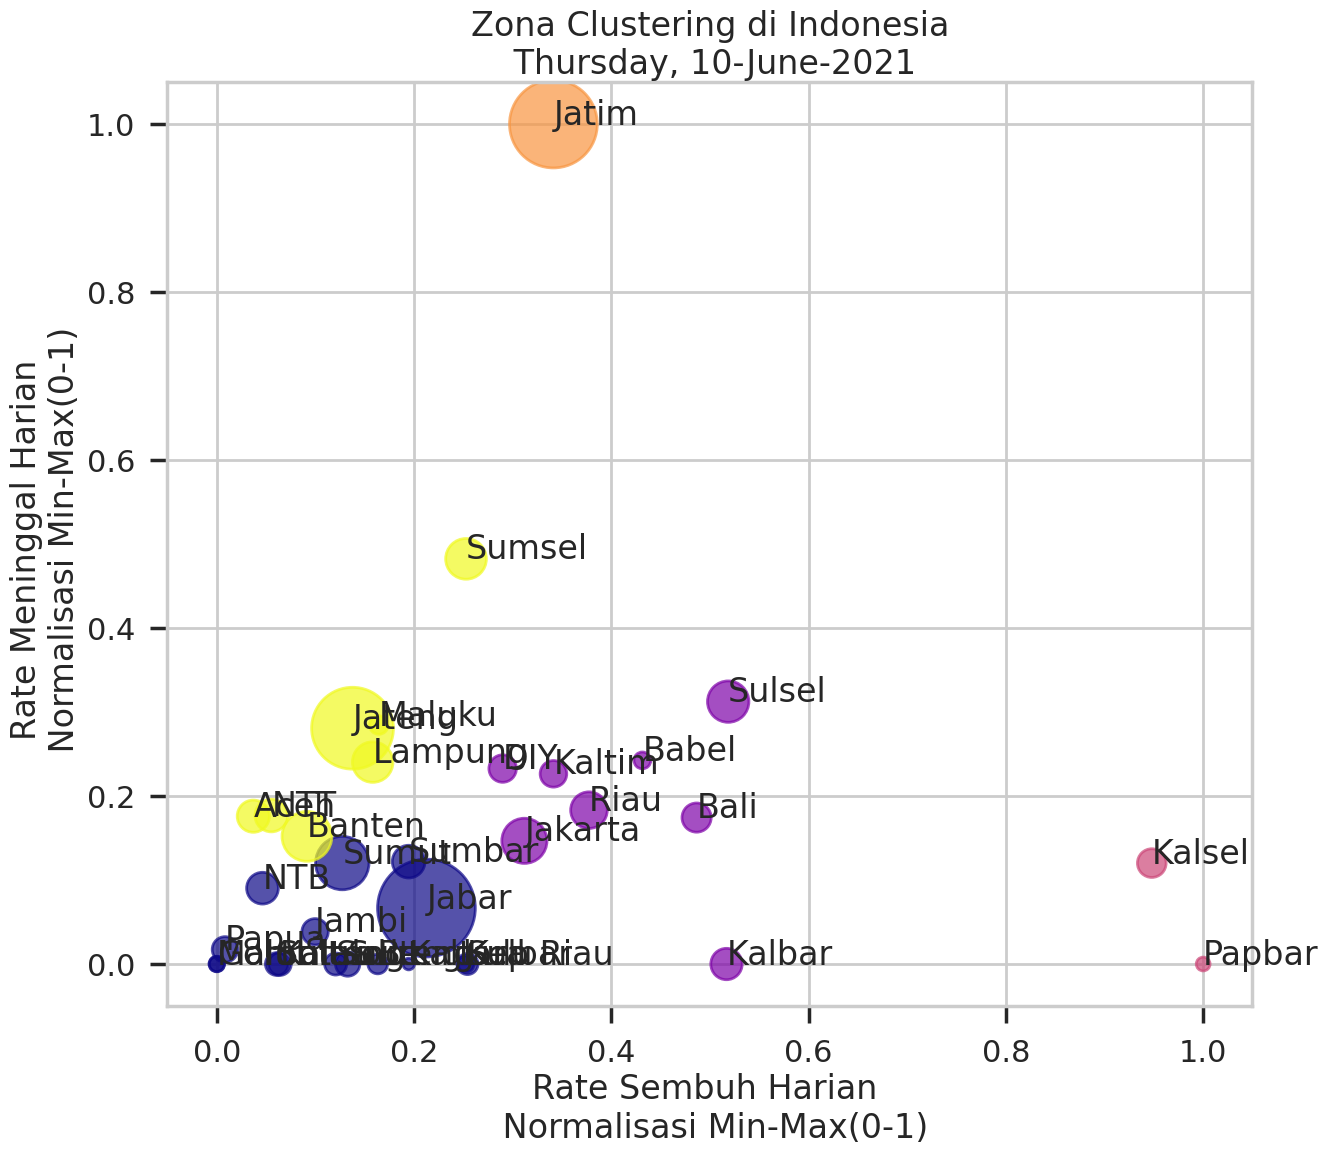 Zona Clustering di Indonesia
Thursday, 10-June-2021
Rate Meninggal Harian
Normalisasi Min-Max(0-1)
1.0
0.8
0.6
0.4
0.2
0.0
Jatim
Sumsel
Sulsel
Maluku
Jateng
Babel
Lampung
DIY
Kaltim
Riau
Bali
Aceh
NTT
Banten
Jakarta
Sumut
Sumbar
Kalsel
NTB
Jabar
Jambi
Papua
Riau
Kalbar
Papbar
0.0
0.2
0.4
0.6
0.8
1.0
Rate Sembuh Harian
Normalisasi Min-Max(0-1)